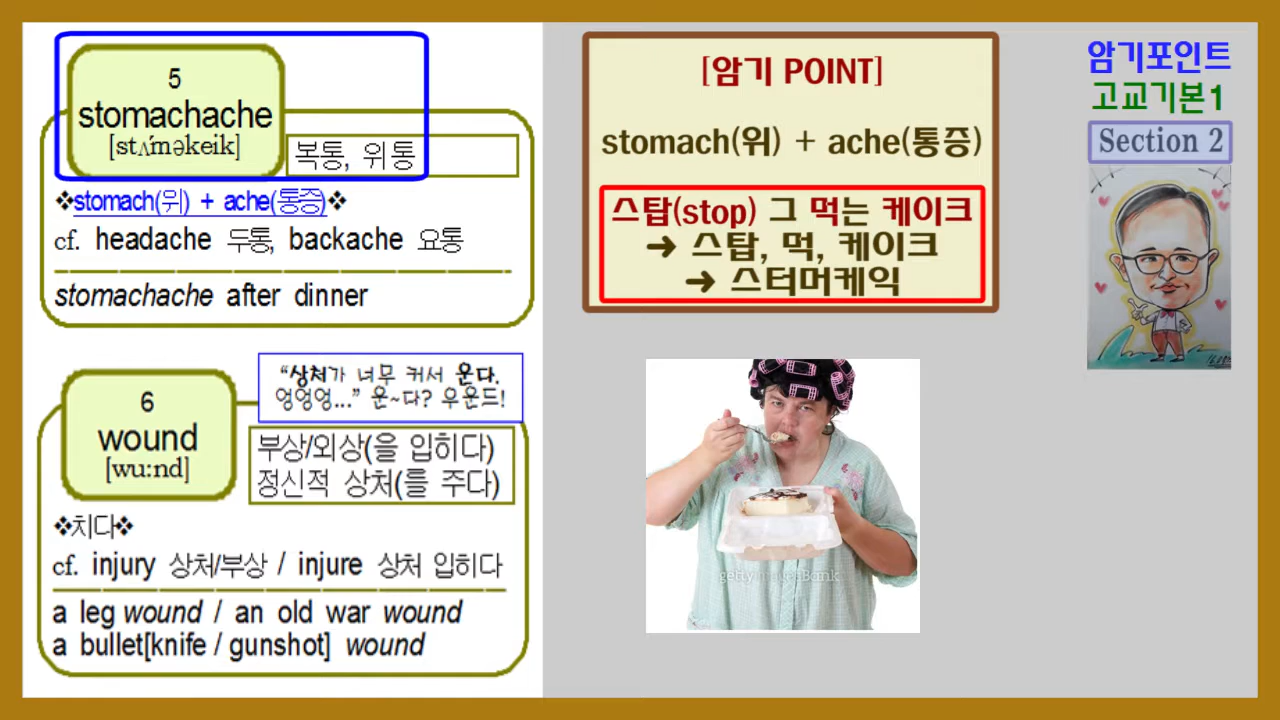 5
stomachache
[stʌ́məkeik]
복통, 위통
❖stomach(위) + ache(통증)❖
cf. headache 두통, backache 요통
stomachache after dinner
6
wound
[wu:nd]
“상처가 너무 커서 운다.
엉엉엉...” 운~다? 우운드!
부상/외상(을 입히다)
정신적 상처(를 주다)
❖치다❖
cf. injury 상처/부상 / injure 상처 입히다
a leg wound / an old war wound
a bullet[knife / gunshot] wound
[암기 POINT]
stomach(위) + ache(통증)
스탑(stop) 그 먹는 케이크
➜ 스탑, 먹, 케이크
➜ 스터머케익
gettyimagesBank
암기포인트
고교기본1
Section 2